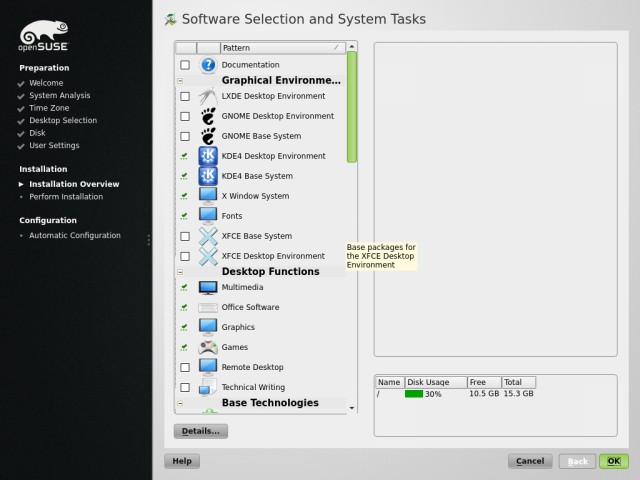 openSUSE
Preparation
Welcome
System Analysis
Time Zone
Desktop Selection
Disk
User Settings
Installation
Installation Overview
Perform Installation
Configuration
Automatic Configuration
Software Selection and System Tasks
Pattern
Documentation
Graphical Environme...
LXDE Desktop Environment
GNOME Desktop Environment
GNOME Base System
KDE4 Desktop Environment
KDE4 Base System
X Window System
Fonts
XFCE Base System
XFCE Desktop Environment
Base packages for
the XFCE Desktop
Environment
Desktop Functions
Multimedia
Office Software
Graphics
Games
Remote Desktop
Technical Writing
Base Technologies
Name Disk Usage Free Total
/ 30% 10.5 GB 15.3 GB
Details...
Help Cancel Back OK